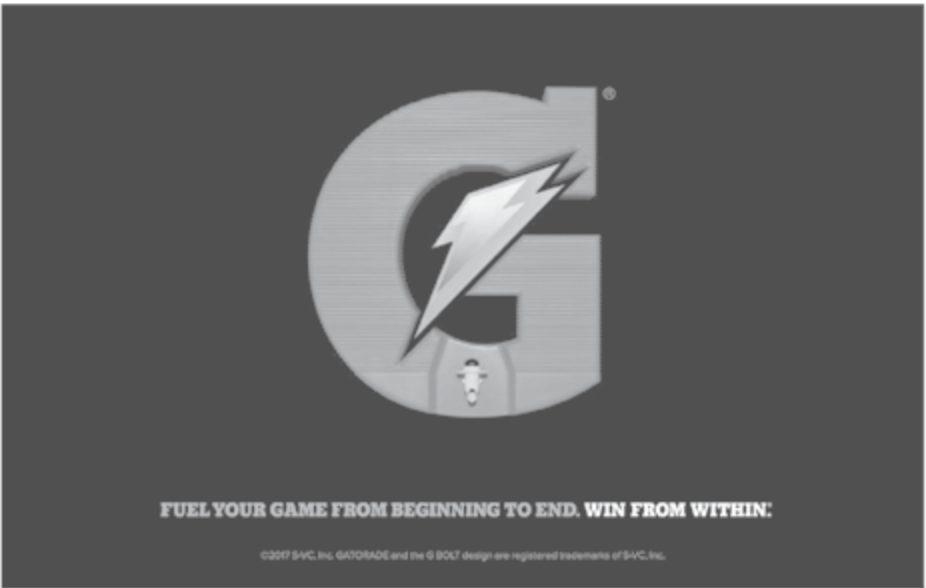 G ®
FUEL YOUR GAME FROM BEGINNING TO END. WIN FROM WITHIN.
©2017 S-VC, Inc. GATORADE and the G BOLT design are registered trademarks of S-VC, Inc.